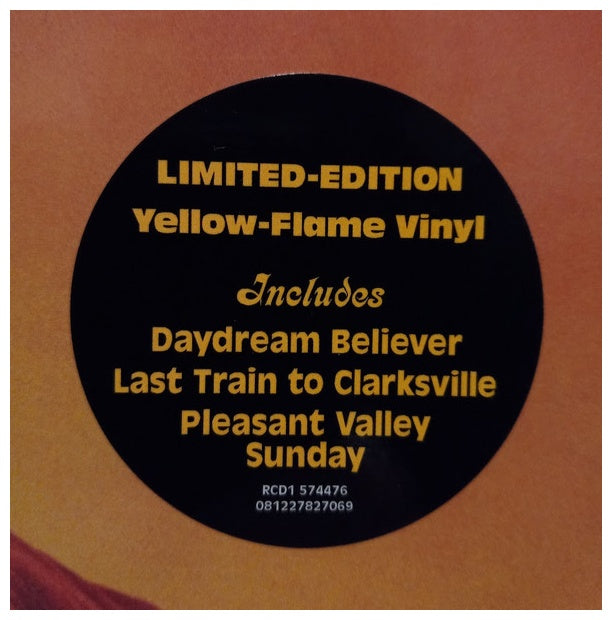 LIMITED-EDITION
Yellow-Flame Vinyl
Includes
Daydream Believer
Last Train to Clarksville
Pleasant Valley
Sunday
RCD1 574476
081227827069